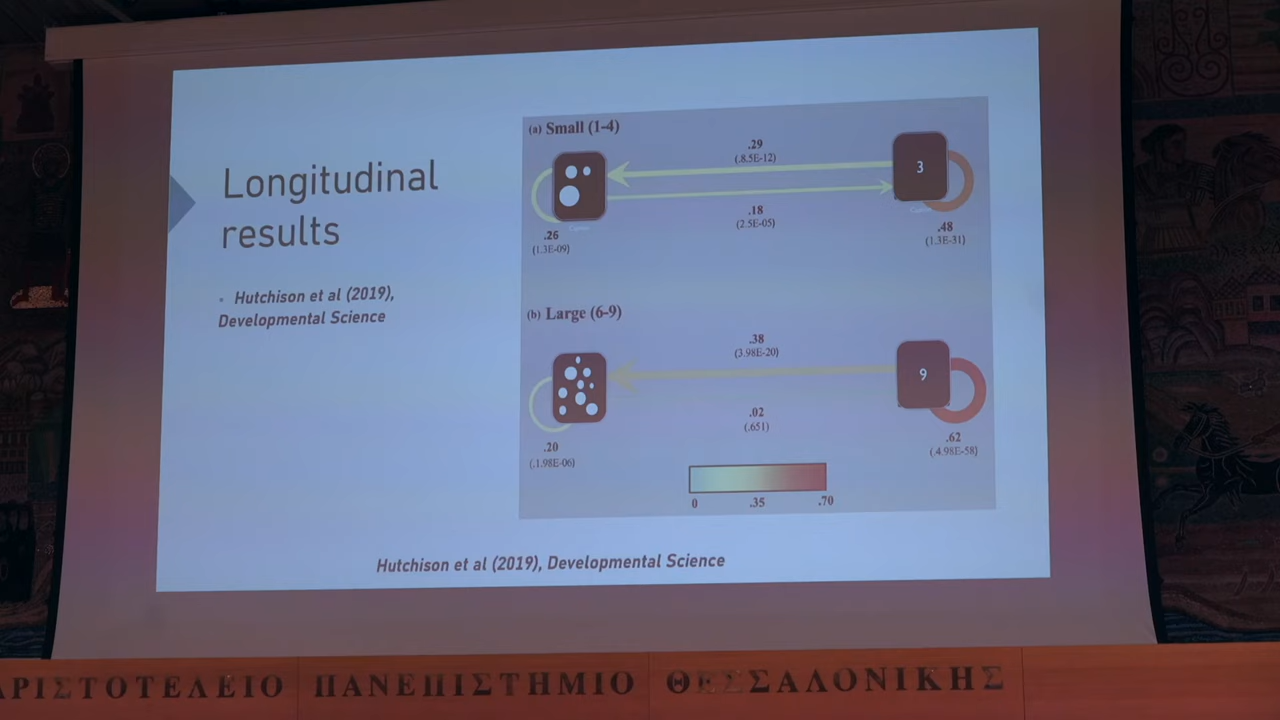 Longitudinal
results
• Hutchison et al (2019),
Developmental Science
(a) Small (1-4)
.29
(.8.5E-12)
3
.18
(2.5E-05)
.26
(1.3E-09)
.48
(1.3E-31)
(b) Large (6-9)
.38
(3.98E-20)
9
.02
(.651)
.20
(.1.98E-06)
.62
(.4.98E-58)
0 .35 .70
Hutchison et al (2019), Developmental Science
ΑΡΙΣΤΟΤΕΛΕΙΟ ΠΑΝΕΠΙΣΤΗΜΙΟ ΘΕΣΣΑΛΟΝΙΚΗΣ